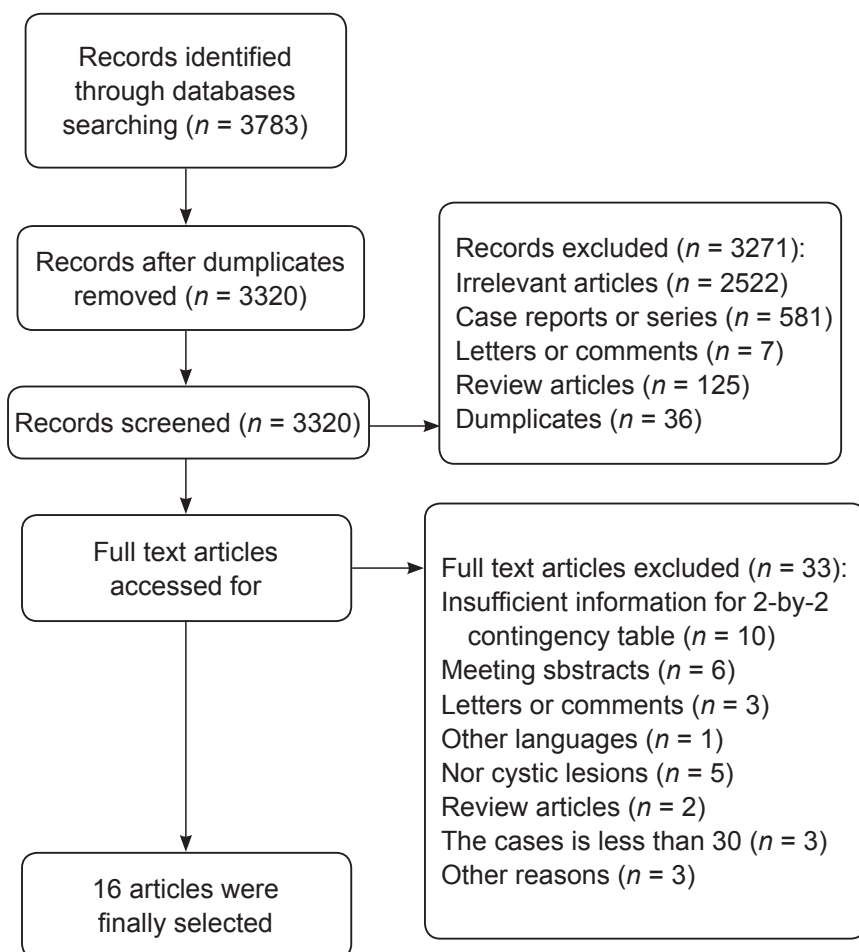 Records identified
through databases
searching (n = 3783)
Records after dumplicates
removed (n = 3320)
Records screened (n = 3320)
Records excluded (n = 3271):
Irrelevant articles (n = 2522)
Case reports or series (n = 581)
Letters or comments (n = 7)
Review articles (n = 125)
Dumplicates (n = 36)
Full text articles
accessed for
Full text articles excluded (n = 33):
Insufficient information for 2-by-2
contingency table (n = 10)
Meeting sbstracts (n = 6)
Letters or comments (n = 3)
Other languages (n = 1)
Nor cystic lesions (n = 5)
Review articles (n = 2)
The cases is less than 30 (n = 3)
Other reasons (n = 3)
16 articles were
finally selected